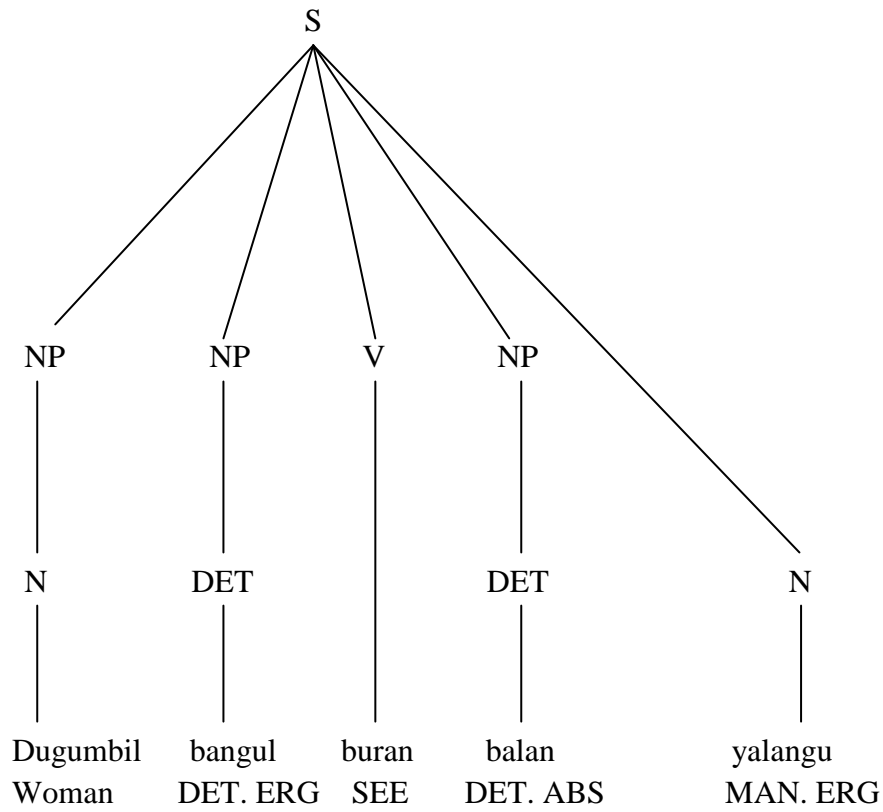 S
NP NP V NP
N DET DET N
Dugumbil bangul buran balan yalangu
Woman DET. ERG SEE DET. ABS MAN. ERG